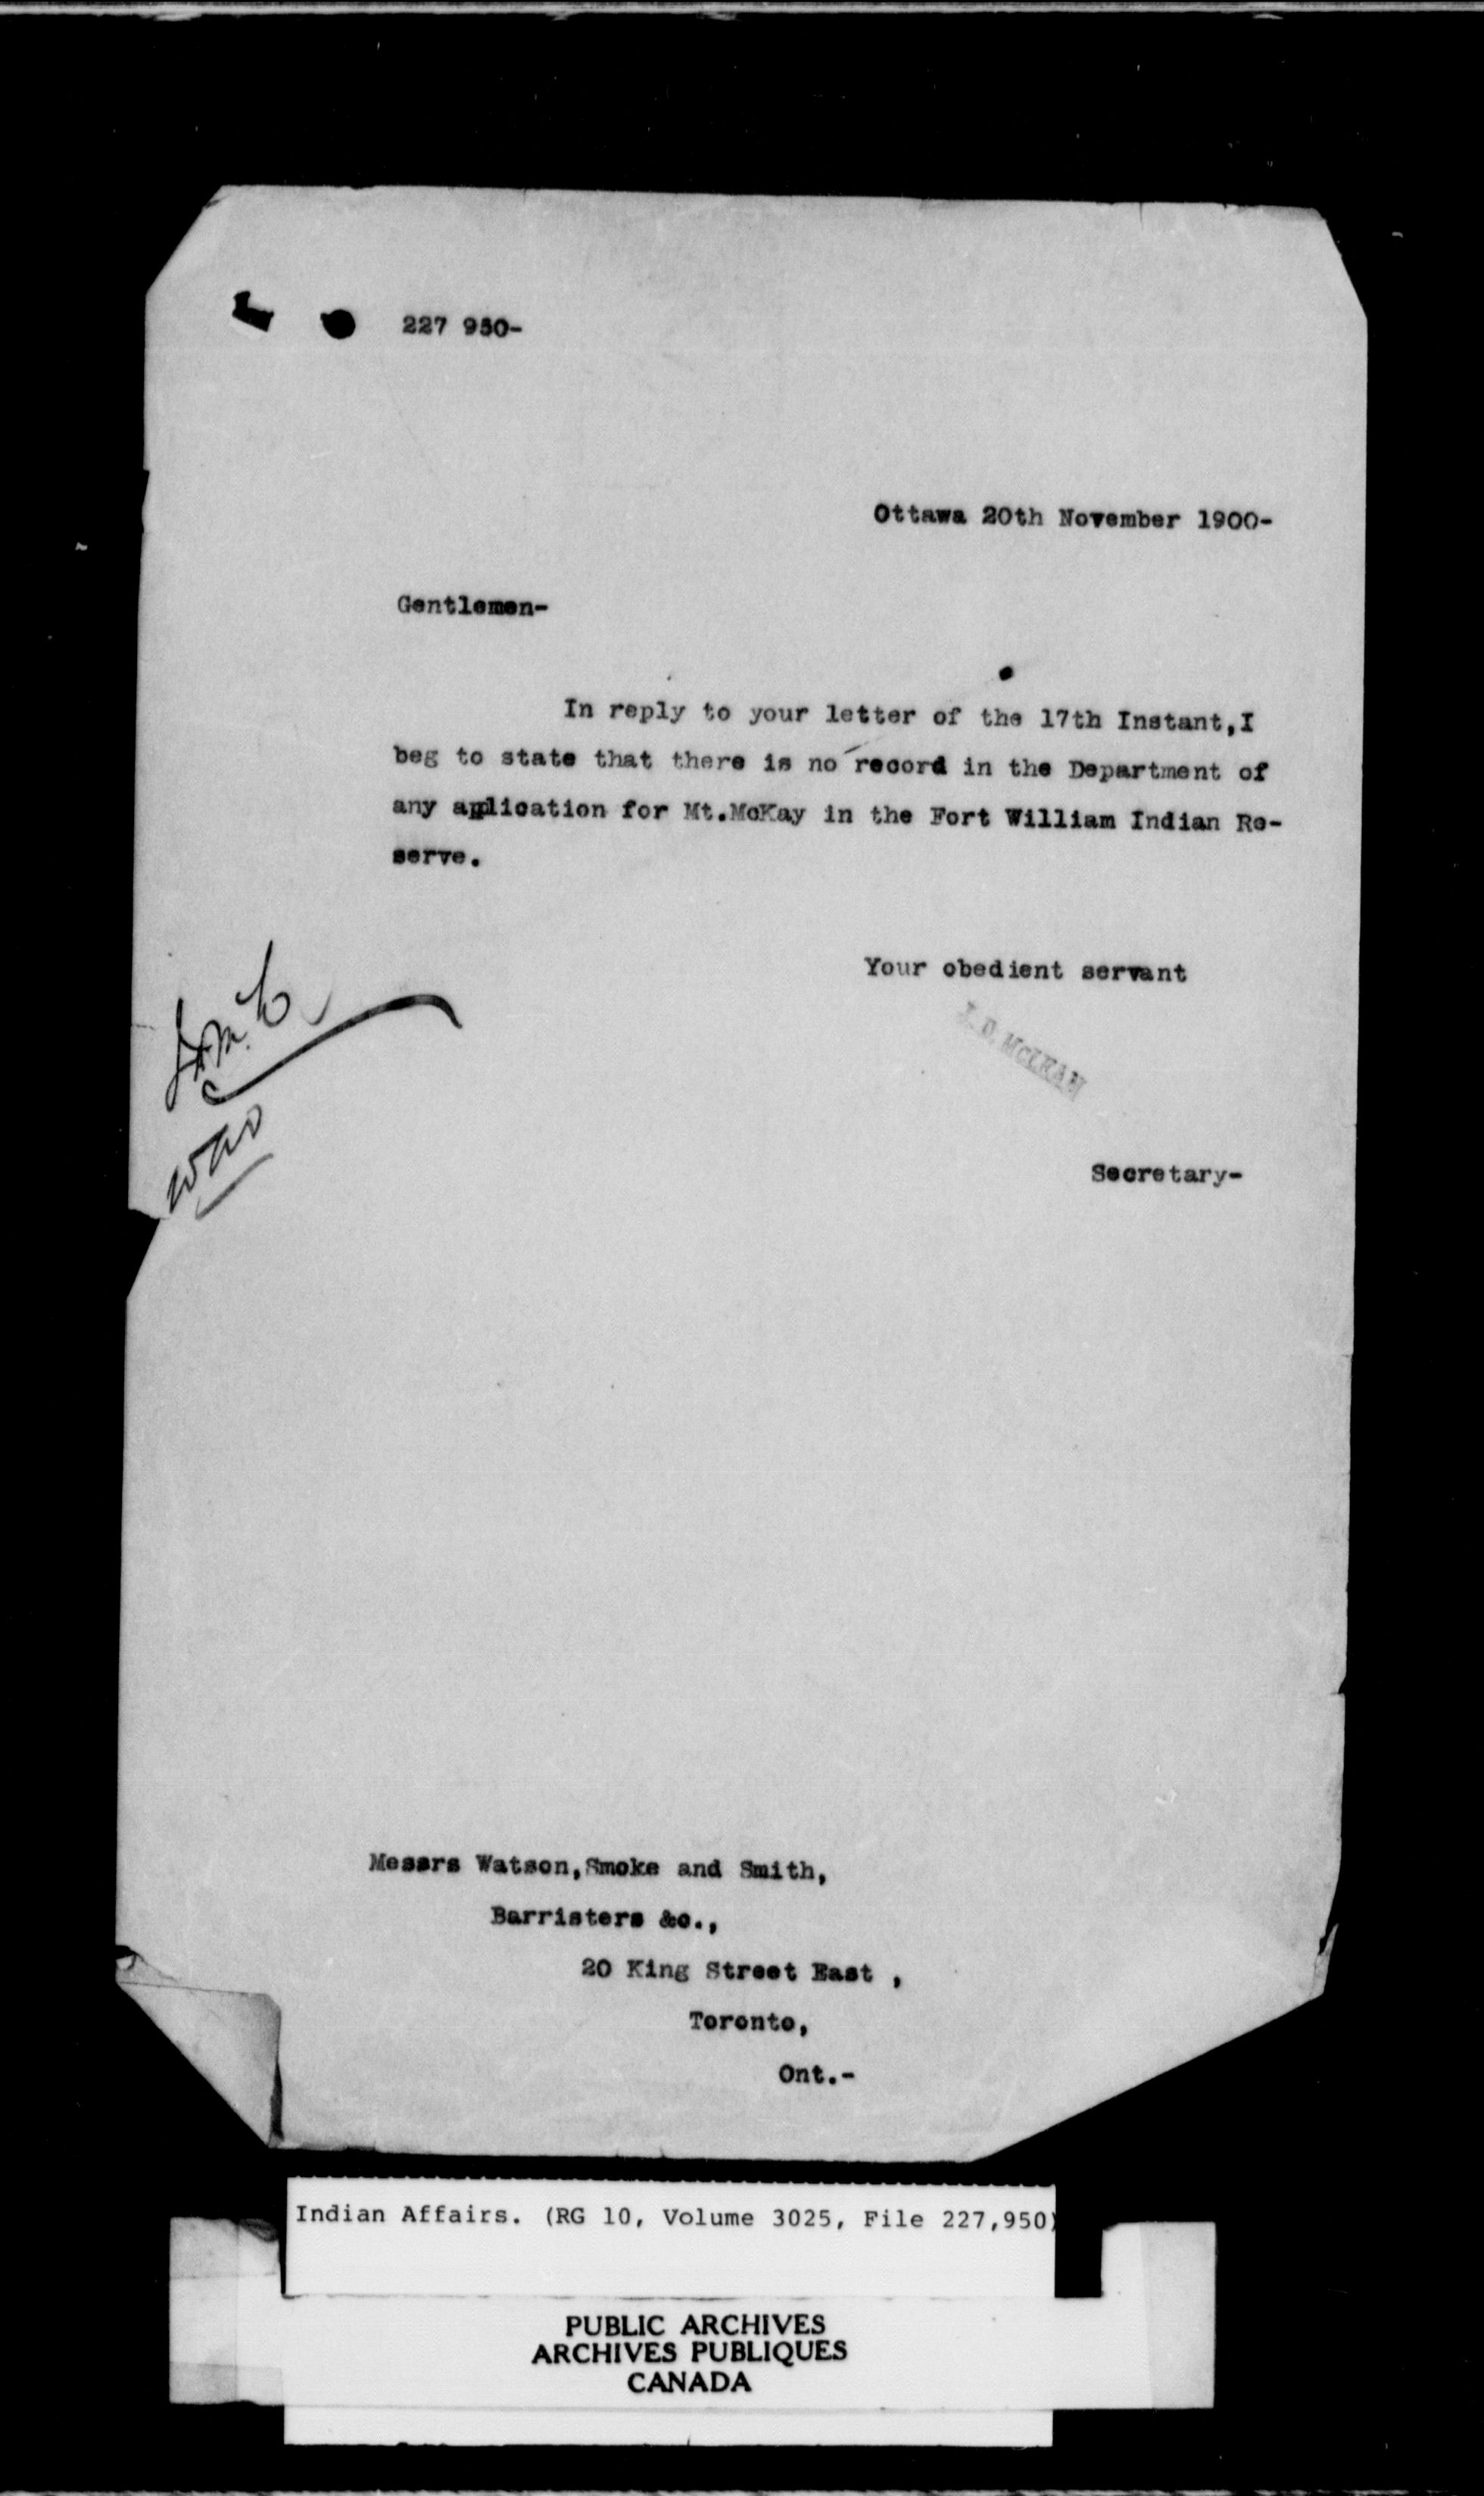 227 950-
Ottawa 20th November 1900-
Gentlemen-
In reply to your letter of the 17th Instant,I
beg to state that there is no record in the Department of
any application for Mt.McKay in the Fort William Indian Re-
serve.
Your obedient servant
J. D. McLEAN
Secretary-
Messrs Watson,Smoke and Smith,
Barristers &c.,
20 King Street East ,
Toronto,
Ont.-
Indian Affairs. (RG 10, Volume 3025, File 227,950)
PUBLIC ARCHIVES
ARCHIVES PUBLIQUES
CANADA